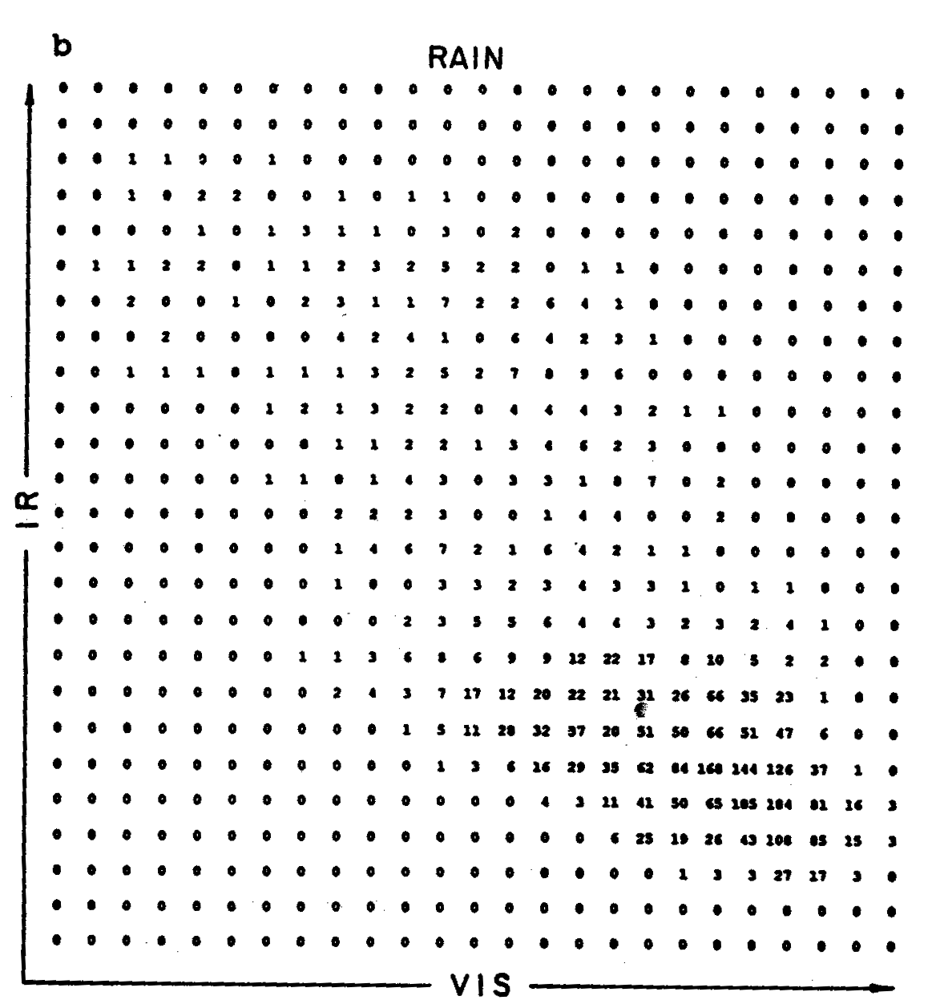 b
RAIN
0 0 0 0 0 0 0 0 0 0 0 0 0 0 0 0 0 0 0 0 0 0 0 0 0
0 0 0 0 0 0 0 0 0 0 0 0 0 0 0 0 0 0 0 0 0 0 0 0 0
0 0 1 1 0 0 1 0 0 0 0 0 0 0 0 0 0 0 0 0 0 0 0 0 0
0 0 1 0 2 2 0 0 1 0 1 1 0 0 0 0 0 0 0 0 0 0 0 0 0
0 0 0 0 1 0 1 3 1 1 0 3 0 2 0 0 0 0 0 0 0 0 0 0 0
0 1 1 2 2 0 1 1 2 3 2 5 2 2 0 1 1 0 0 0 0 0 0 0 0
0 0 2 0 0 1 0 2 3 1 1 7 2 2 6 4 1 0 0 0 0 0 0 0 0
0 0 0 2 0 0 0 0 4 2 4 1 0 6 4 2 3 1 0 0 0 0 0 0 0
0 0 1 1 1 0 1 1 1 3 2 5 2 7 8 9 6 0 0 0 0 0 0 0 0
0 0 0 0 0 0 1 2 1 3 2 2 0 4 4 4 3 2 1 1 0 0 0 0 0
0 0 0 0 0 0 0 0 1 1 2 2 1 3 4 6 2 3 0 0 0 0 0 0 0
0 0 0 0 0 0 1 1 0 1 4 3 0 3 3 1 8 7 0 2 0 0 0 0 0
IR
0 0 0 0 0 0 0 0 2 2 2 3 0 0 1 4 4 0 0 2 0 0 0 0 0
0 0 0 0 0 0 0 0 1 4 6 7 2 1 6 4 2 1 1 0 0 0 0 0 0
0 0 0 0 0 0 0 0 1 0 0 3 3 2 3 4 3 3 1 0 1 1 0 0 0
0 0 0 0 0 0 0 0 0 0 2 3 5 5 6 4 4 3 2 3 2 4 1 0 0
0 0 0 0 0 0 0 1 1 3 6 8 6 9 9 12 22 17 8 10 5 2 2 0 0
0 0 0 0 0 0 0 0 2 4 3 7 17 12 20 22 21 31 26 66 35 23 1 0 0
0 0 0 0 0 0 0 0 0 0 1 5 11 28 32 37 28 51 50 66 51 47 6 0 0
0 0 0 0 0 0 0 0 0 0 0 1 3 6 16 29 35 62 84 168 144 126 37 1 0
0 0 0 0 0 0 0 0 0 0 0 0 0 0 4 3 11 41 50 65 185 184 81 16 3
0 0 0 0 0 0 0 0 0 0 0 0 0 0 0 0 6 25 19 26 43 108 85 15 3
0 0 0 0 0 0 0 0 0 0 0 0 0 0 0 0 0 0 1 3 3 27 17 3 0
0 0 0 0 0 0 0 0 0 0 0 0 0 0 0 0 0 0 0 0 0 0 0 0 0
0 0 0 0 0 0 0 0 0 0 0 0 0 0 0 0 0 0 0 0 0 0 0 0 0
VIS